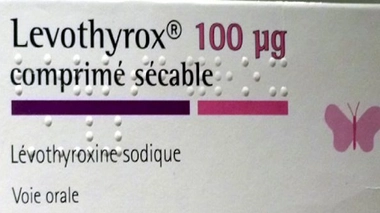 Levothyrox® 100 µg
comprimé sécable
Lévothyroxine sodique
Voie orale